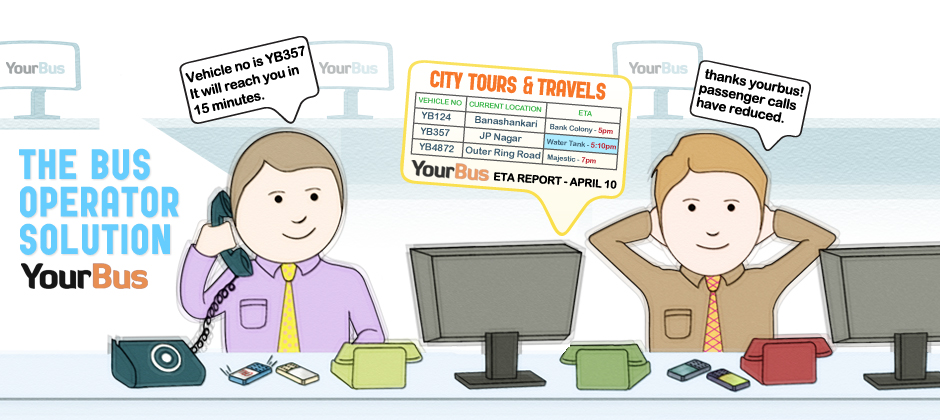 YourBus
YourBus
YourBus
Vehicle no is YB357
It will reach you in
15 minutes.
CITY TOURS & TRAVELS
VEHICLE NO CURRENT LOCATION ETA
YB124 Banashankari Bank Colony - 5pm
YB357 JP Nagar Water Tank - 5:10pm
YB4872 Outer Ring Road Majestic - 7pm
YourBus ETA REPORT - APRIL 10
thanks yourbus!
passenger calls
have reduced.
THE BUS
OPERATOR
SOLUTION
YourBus